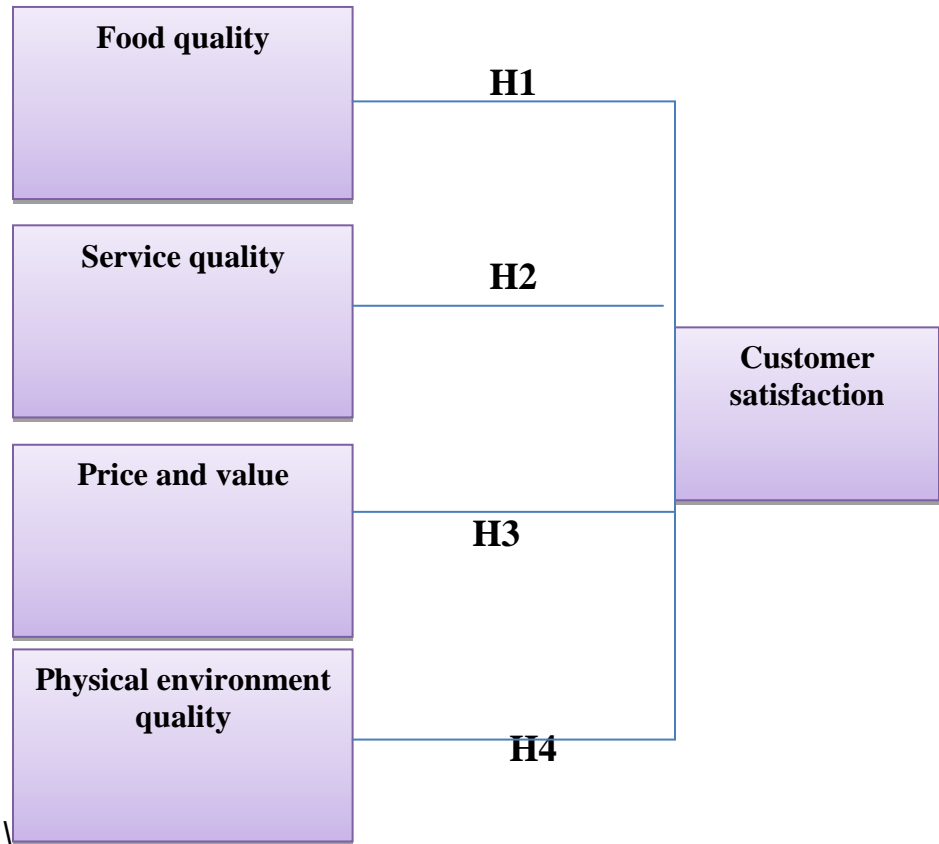 Food quality
H1
Service quality
H2
Customer
satisfaction
Price and value
H3
Physical environment
quality
H4
\